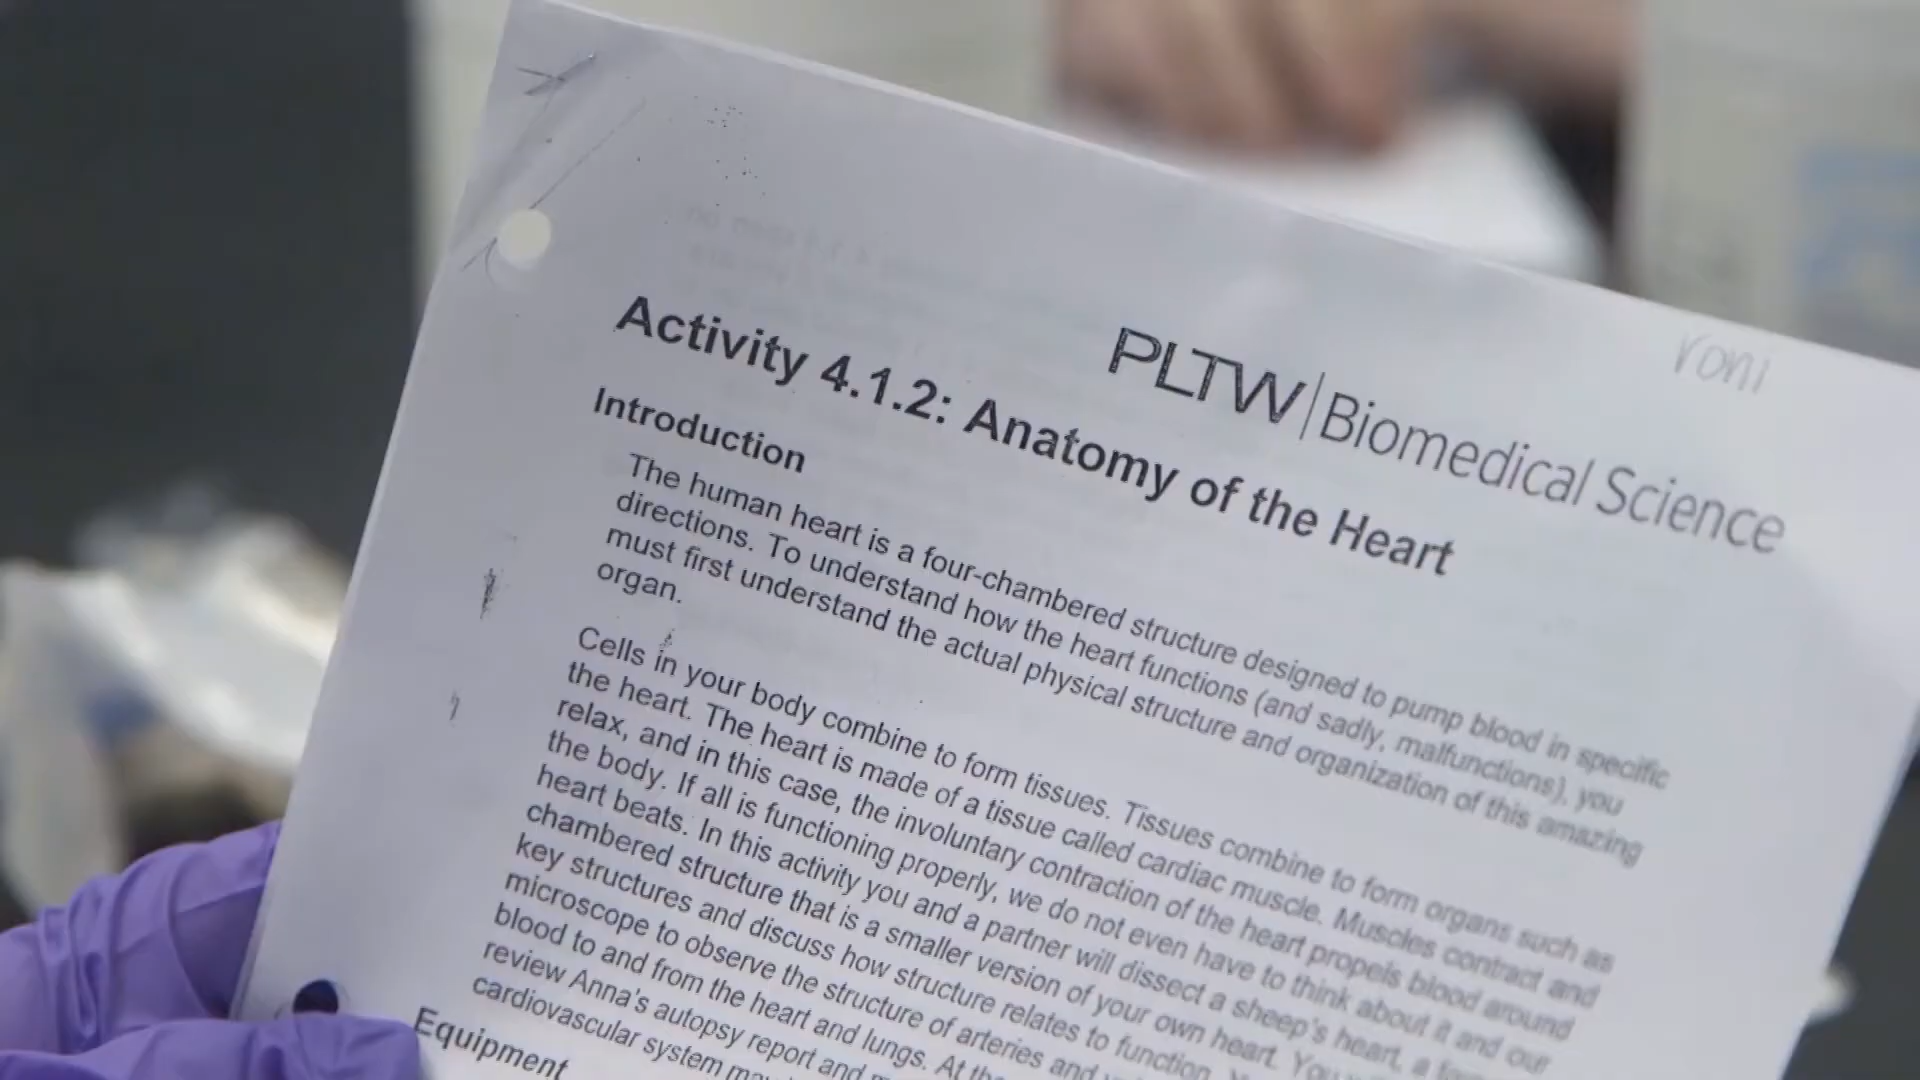 roni
PLTW | Biomedical Science
Activity 4.1.2: Anatomy of the Heart
Introduction
The human heart is a four-chambered structure designed to pump blood in specific
directions. To understand how the heart functions (and sadly, malfunctions), you
must first understand the actual physical structure and organization of this amazing
organ.
Cells in your body combine to form tissues. Tissues combine to form organs such as
the heart. The heart is made of a tissue called cardiac muscle. Muscles contract and
relax, and in this case, the involuntary contraction of the heart propels blood around
the body. If all is functioning properly, we do not even have to think about it and our
heart beats. In this activity you and a partner will dissect a sheep's heart, a
chambered structure that is a smaller version of your own heart. You
key structures and discuss how structure relates to function.
microscope to observe the structure of arteries and
blood to and from the heart and lungs. At the
review Anna's autopsy report and
cardiovascular system
Equipment